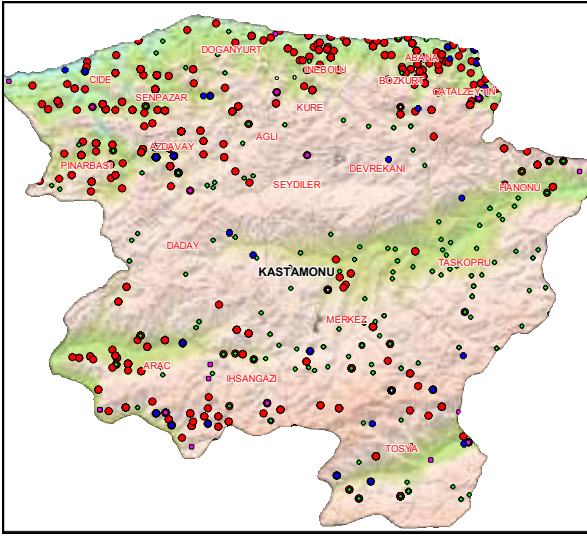 DOGANYURT
ABANA
INEBOLU
CIDE
BOZKURT
CATALZEYTIN
SENPAZAR
KURE
AGLI
AZDAVAY
PINARBASI
DEVREKANI
SEYDILER
HANONU
DADAY
TASKOPRU
KASTAMONU
MERKEZ
ARAC
IHSANGAZI
TOSYA